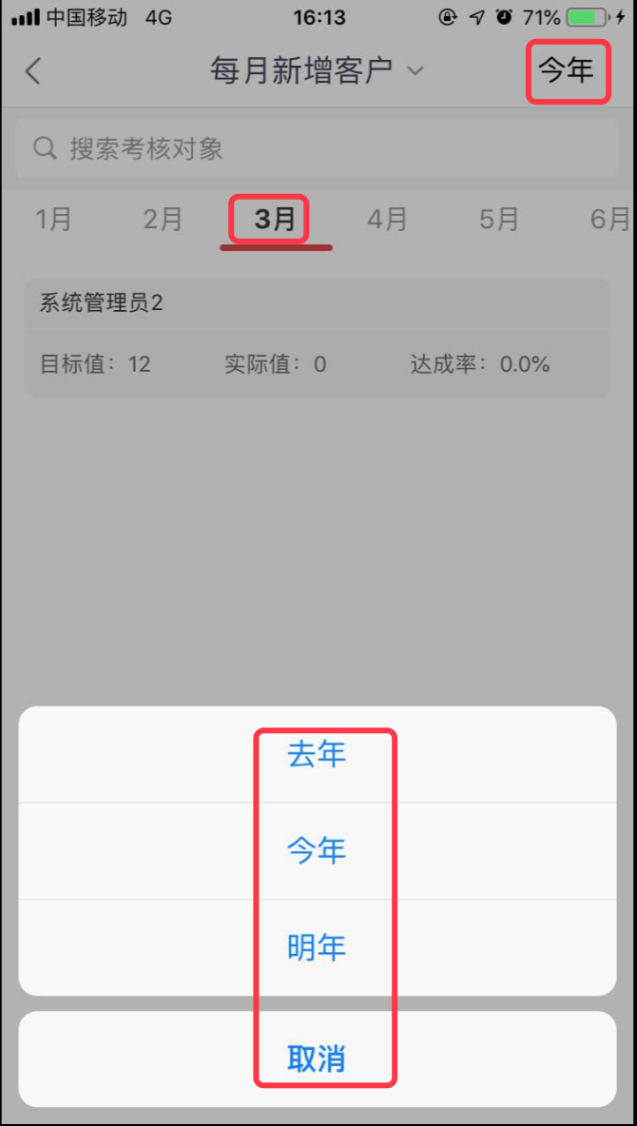 中国移动 4G 16:13 71%
每月新增客户 今年
搜索考核对象
1月 2月 3月 4月 5月 6月
系统管理员2
目标值：12 实际值：0 达成率：0.0%
去年
今年
明年
取消